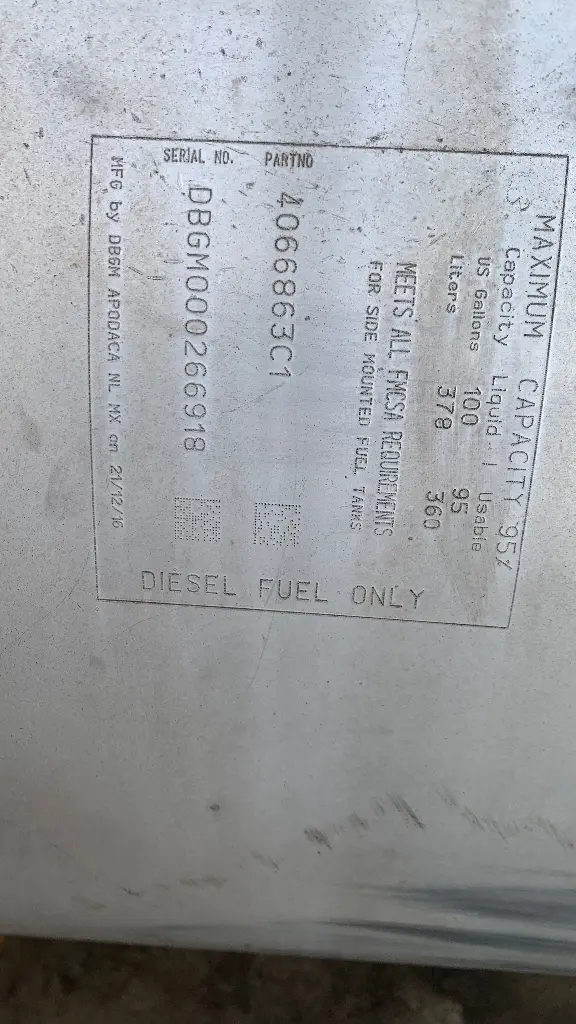 MAXIMUM CAPACITY 95%
Capacity Liquid | Usable
US Gallons 100 95
Liters 378 360
MEETS ALL FMCSA REQUIREMENTS
FOR SIDE MOUNTED FUEL TANKS
PARTNO 4066863C1
SERIAL NO. DBGM000266918
MFG by DBGM APODACA NL MX on 21/12/16
DIESEL FUEL ONLY